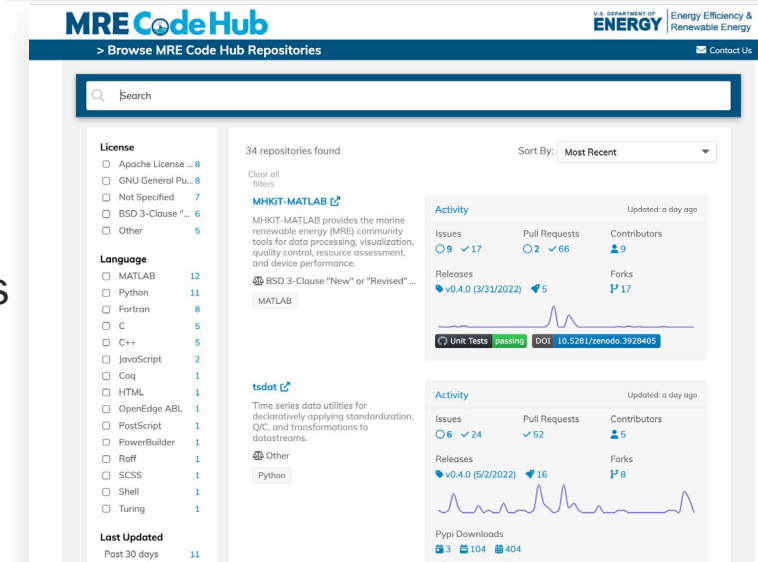 MRE Code Hub
U.S. DEPARTMENT OF
ENERGY
Energy Efficiency &
Renewable Energy
> Browse MRE Code Hub Repositories
Contact Us
Search
License
Apache License ... 8
GNU General Pu... 8
Not Specified 7
BSD 3-Clause "... 6
Other 5
Language
MATLAB 12
Python 11
Fortran 8
C 5
C++ 5
JavaScript 2
Coq 1
HTML 1
OpenEdge ABL 1
PostScript 1
PowerBuilder 1
Roff 1
SCSS 1
Shell 1
Turing 1
Last Updated
Past 30 days 11
34 repositories found
Sort By: Most Recent
Clear all
filters
MHKiT-MATLAB
MHKiT-MATLAB provides the marine
renewable energy (MRE) community
tools for data processing, visualization,
quality control, resource assessment,
and device performance.
BSD 3-Clause "New" or "Revised" ...
MATLAB
Activity
Updated: a day ago
Issues Pull Requests Contributors
9 17 2 66 9
Releases Forks
v0.4.0 (3/31/2022) 5 17
Unit Tests passing DOI 10.5281/zenodo.3928405
tsdat
Time series data utilities for
declaratively applying standardization,
Q/C, and transformations to
datastreams.
Other
Python
Activity
Updated: a day ago
Issues Pull Requests Contributors
6 24 52 5
Releases Forks
v0.4.0 (5/2/2022) 16 8
Pypi Downloads
3 104 404
s